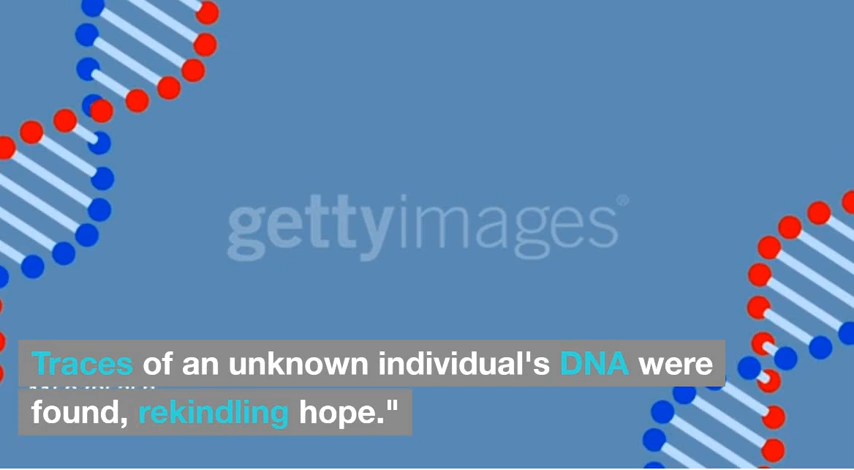 gettyimages®
Traces of an unknown individual's DNA were
found, rekindling hope."